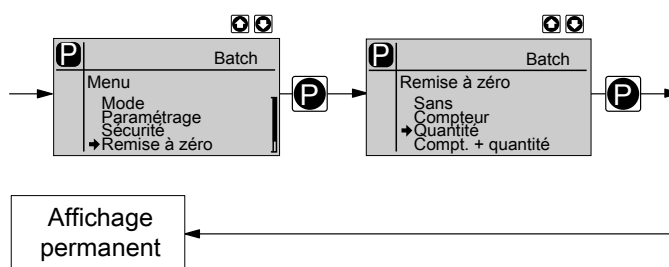 P Batch
Menu
Mode
Paramétrage
Sécurité
Remise à zéro
P
P Batch
Remise à zéro
Sans
Compteur
Quantité
Compt. + quantité
P
Affichage
permanent